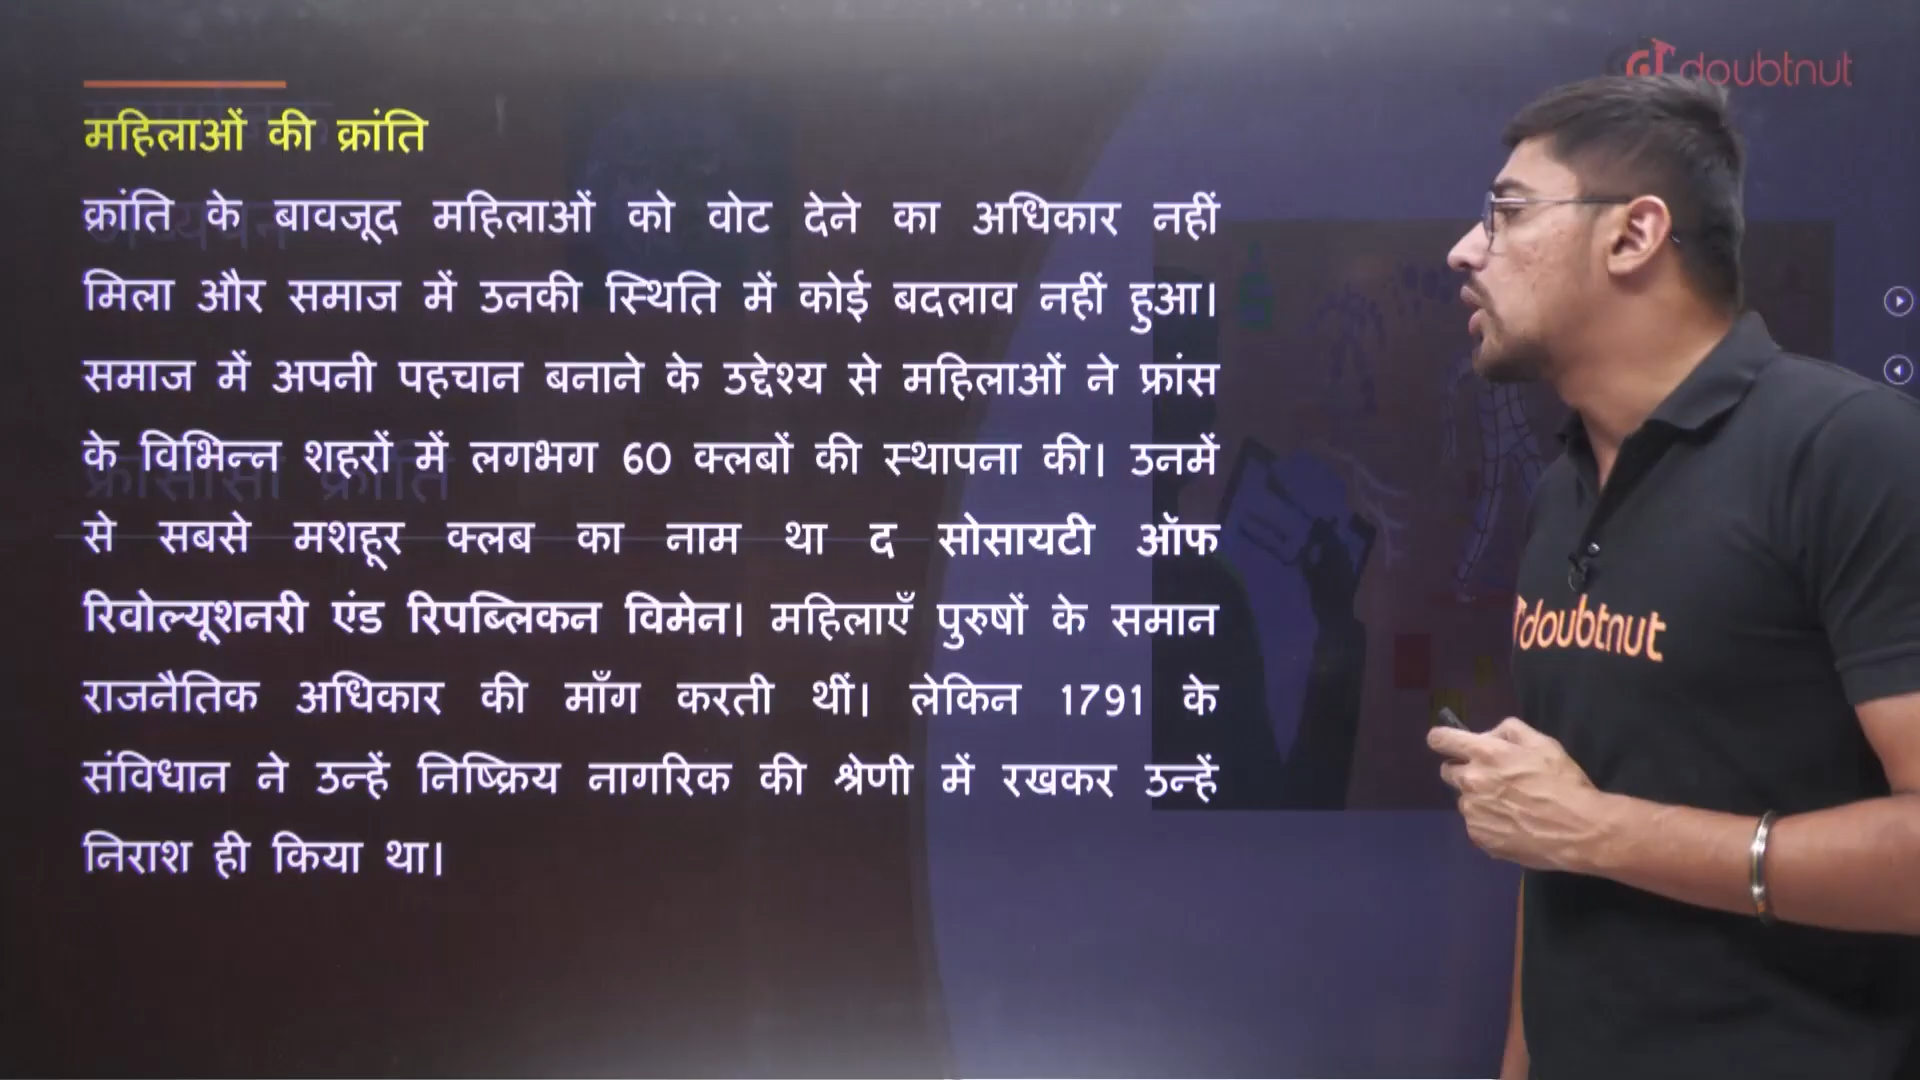 doubtnut
महिलाओं की क्रांति
क्रांति के बावजूद महिलाओं को वोट देने का अधिकार नहीं
मिला और समाज में उनकी स्थिति में कोई बदलाव नहीं हुआ।
समाज में अपनी पहचान बनाने के उद्देश्य से महिलाओं ने फ्रांस
के विभिन्न शहरों में लगभग 60 क्लबों की स्थापना की। उनमें
से सबसे मशहूर क्लब का नाम था द सोसायटी ऑफ
रिवोल्यूशनरी एंड रिपब्लिकन विमेन। महिलाएँ पुरुषों के समान
राजनैतिक अधिकार की माँग करती थीं। लेकिन 1791 के
संविधान ने उन्हें निष्क्रिय नागरिक की श्रेणी में रखकर उन्हें
निराश ही किया था।
फ्रांसीसी क्रांति
doubtnut